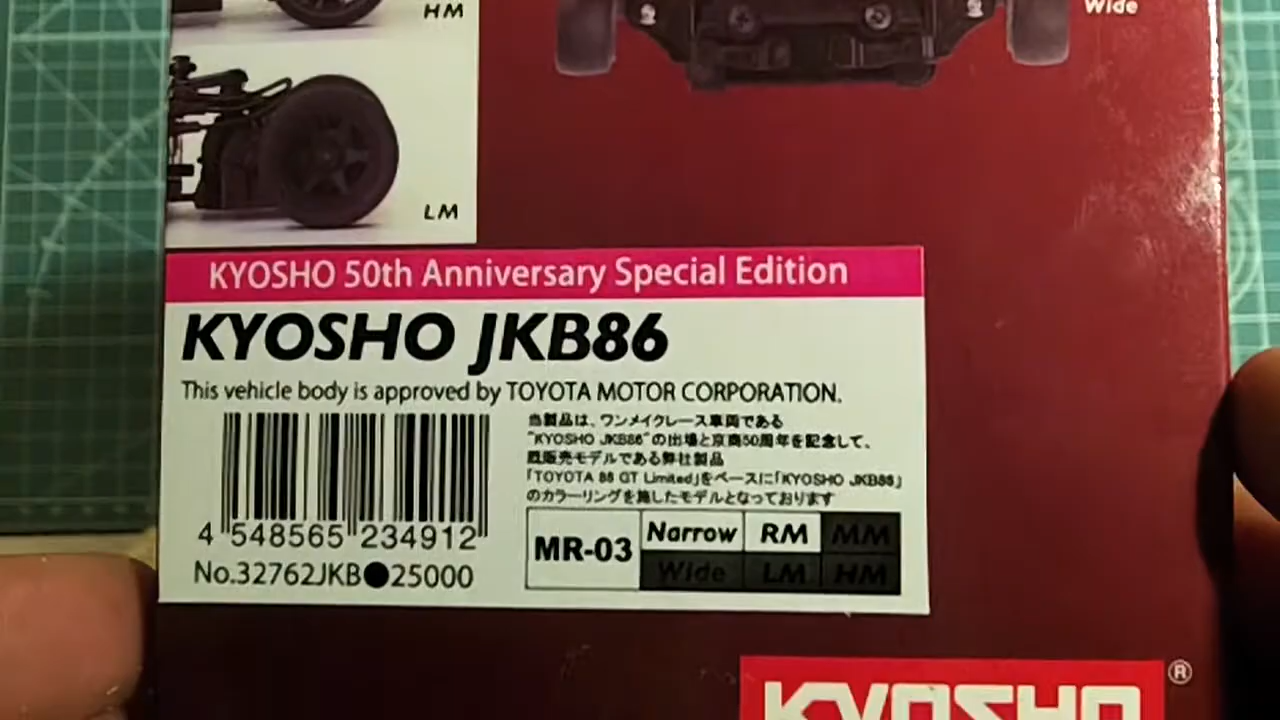 HM
Wide
LM
KYOSHO 50th Anniversary Special Edition
KYOSHO JKB86
This vehicle body is approved by TOYOTA MOTOR CORPORATION.
当製品は、ワンメイクレース車両である
"KYOSHO JKB86"の出場と京商50周年を記念して、
既販売モデルである弊社製品
「TOYOTA 86 GT Limited」をベースに「KYOSHO JKB86」
のカラーリングを施したモデルとなっております
4 548565 234912
No.32762JKB●25000
MR-03
Narrow RM MM
Wide LM HM
KYOSHO ®